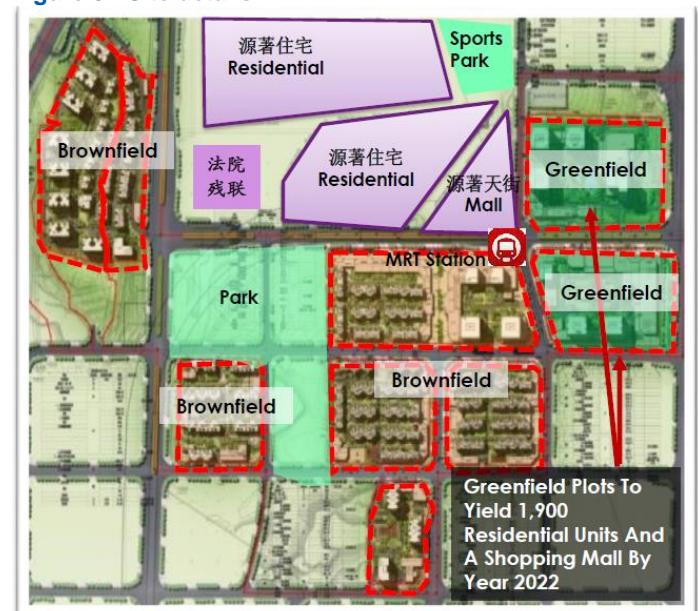 源著住宅
Residential
Sports
Park
Brownfield
法院
残联
源著住宅
Residential
源著天街
Mall
Greenfield
MRT Station
Park
Greenfield
Brownfield
Brownfield
Greenfield Plots To
Yield 1,900
Residential Units And
A Shopping Mall By
Year 2022